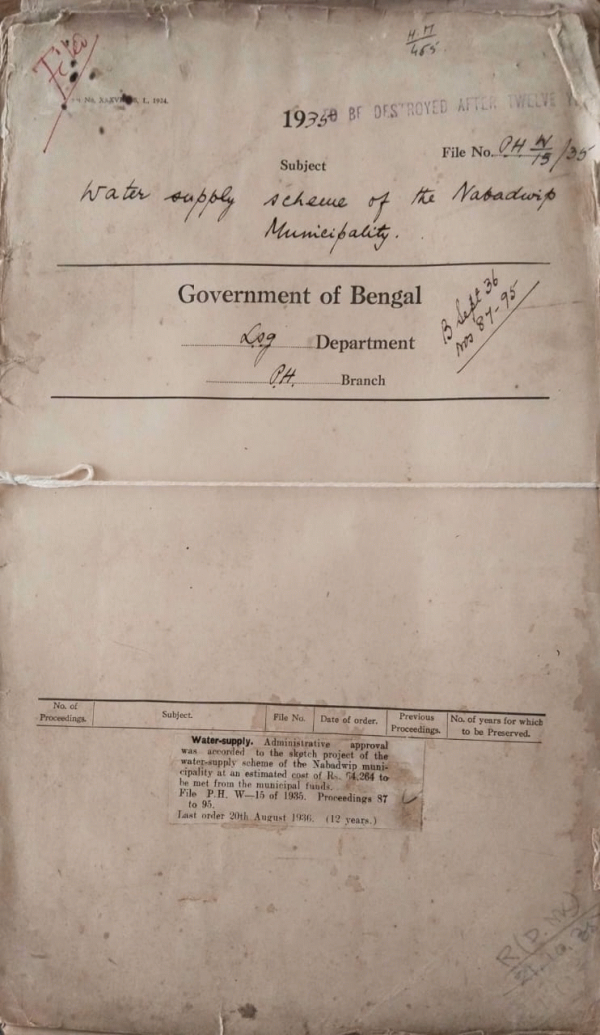 Filed
H.M
465
1924.
1935
TO BE DESTROYED AFTER TWELVE
File No. P.H. W/15/35
Subject
Water supply scheme of the Nabadwip
Municipality.
Government of Bengal
B Sept 36
Nos 87-95
Lsg Department
P.H. Branch
No. of Proceedings.
Subject.
File No.
Date of order.
Previous Proceedings.
No. of years for which to be Preserved.
Water-supply. Administrative approval
was accorded to the sketch project of the
water-supply scheme of the Nabadwip muni-
cipality at an estimated cost of Rs. 64,264 to
be met from the municipal funds.
File P.H. W—15 of 1935. Proceedings 87
to 95.
Last order 20th August 1936. (12 years.)